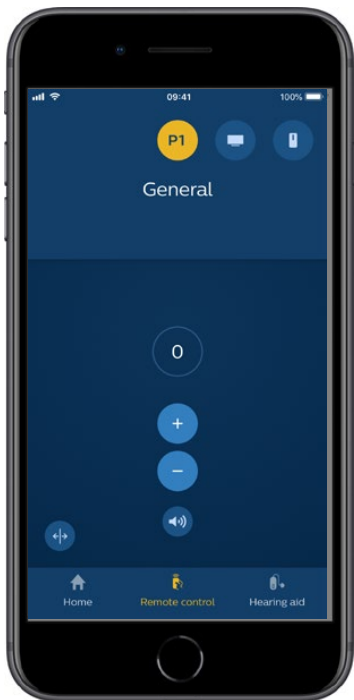 09:41
100%
P1
General
0
+
−
Home
Remote control
Hearing aid